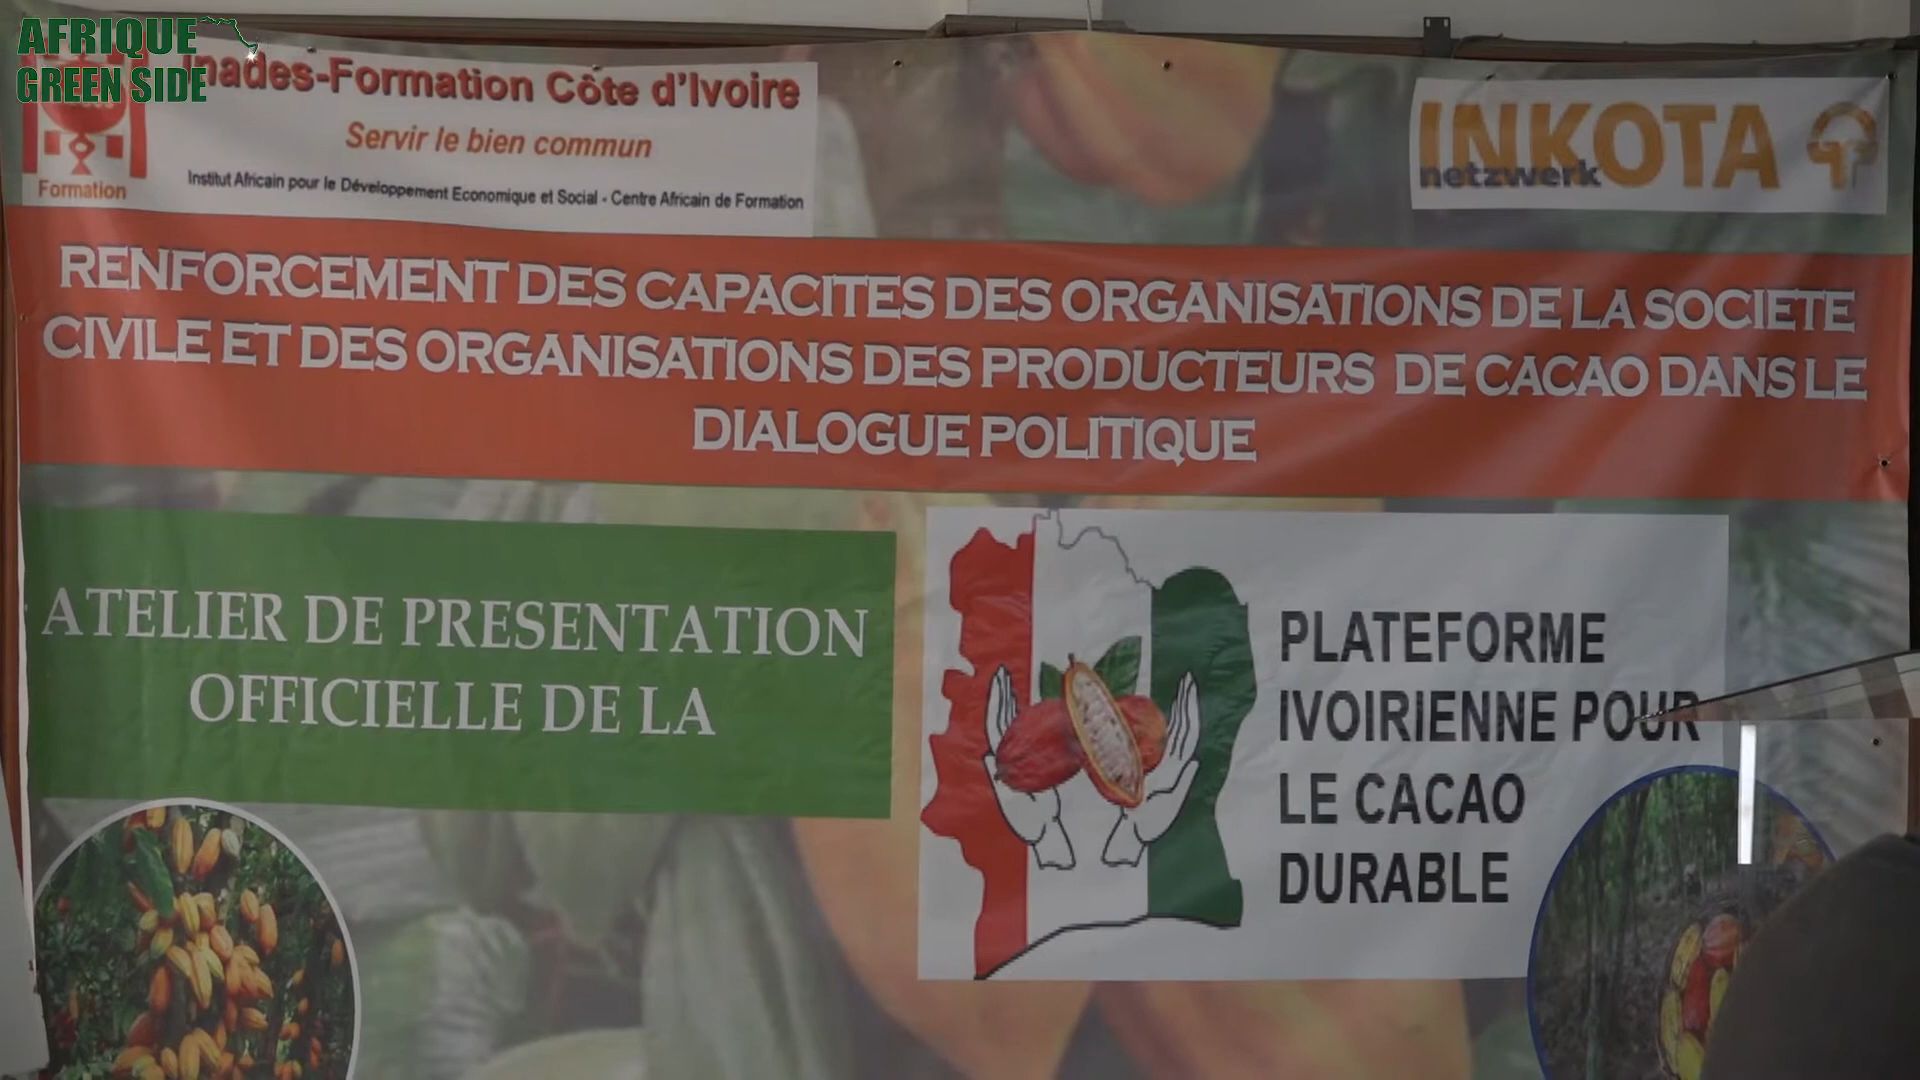 AFRIQUE
GREEN SIDE
Inades-Formation Côte d'Ivoire
Servir le bien commun
Institut Africain pour le Développement Economique et Social - Centre Africain de Formation
Formation
INKOTA
netzwerk
RENFORCEMENT DES CAPACITES DES ORGANISATIONS DE LA SOCIETE
CIVILE ET DES ORGANISATIONS DES PRODUCTEURS DE CACAO DANS LE
DIALOGUE POLITIQUE
ATELIER DE PRESENTATION
OFFICIELLE DE LA
PLATEFORME
IVOIRIENNE POUR
LE CACAO
DURABLE